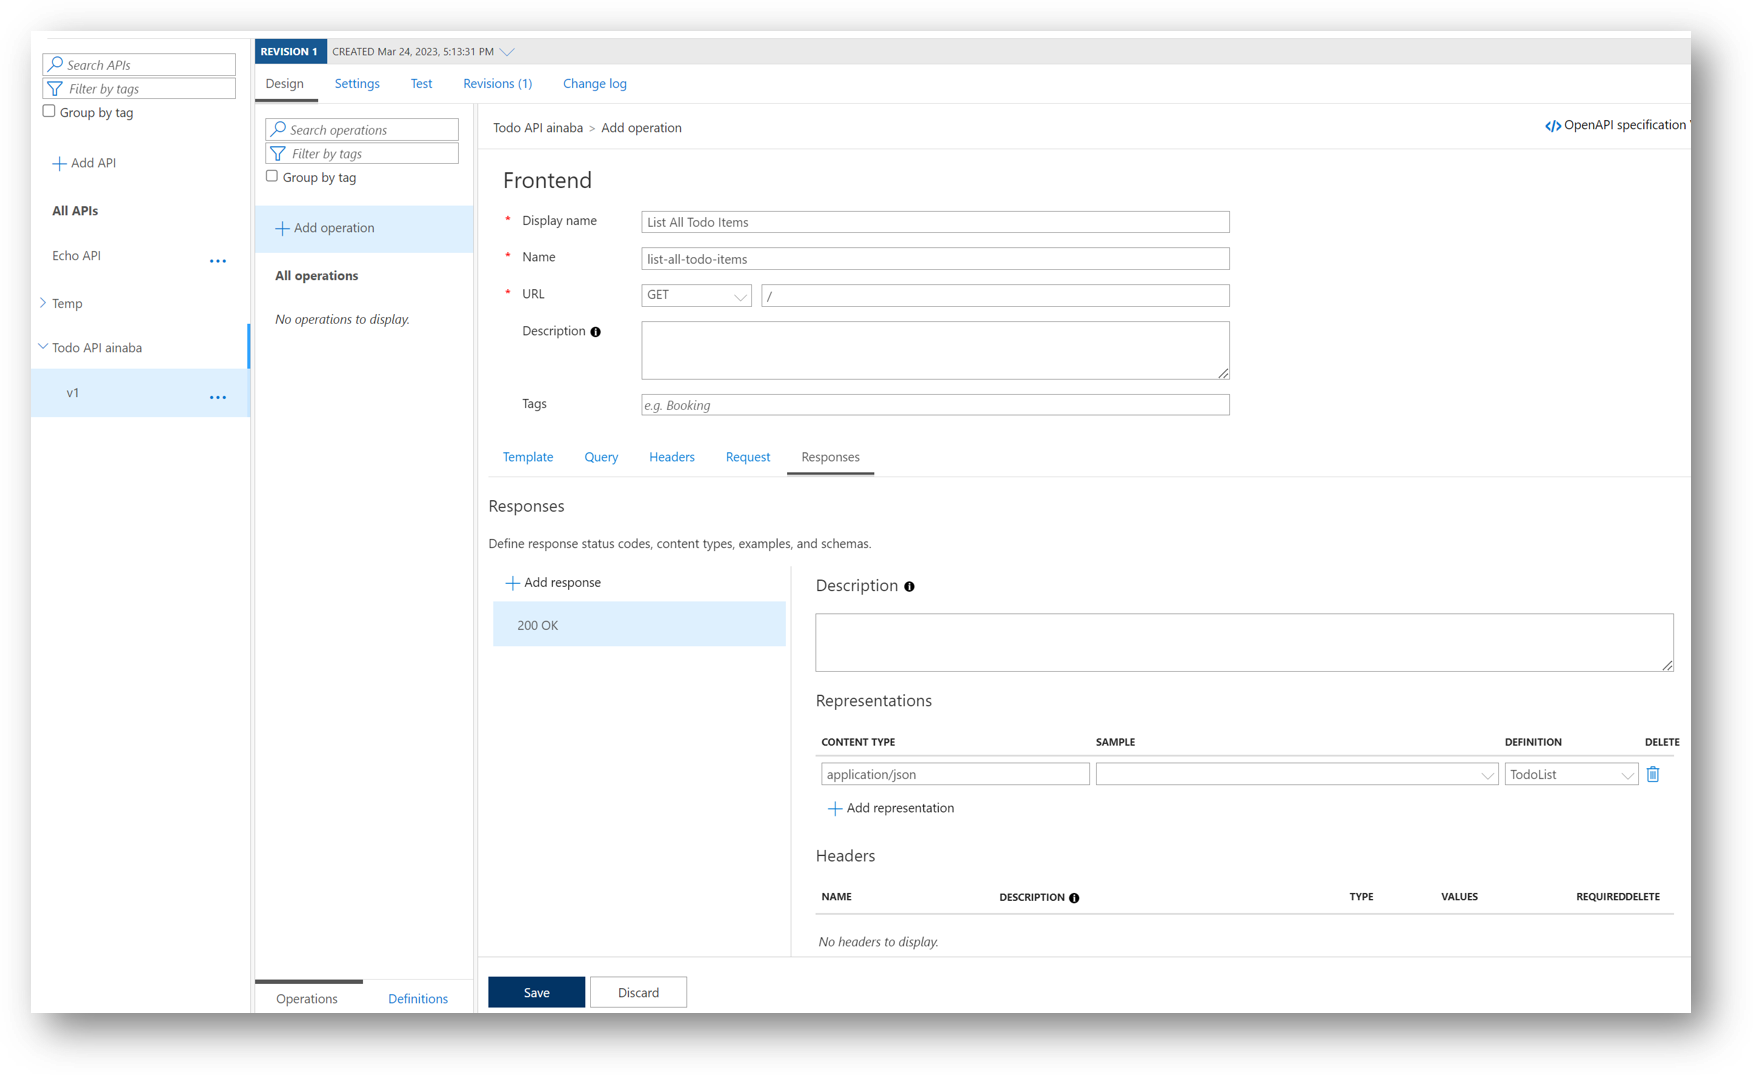 Search APIs
Filter by tags
Group by tag
Add API
All APIs
Echo API
...
Temp
Todo API ainaba
v1
...
REVISION 1 CREATED Mar 24, 2023, 5:13:31 PM
Design Settings Test Revisions (1) Change log
Search operations
Filter by tags
Group by tag
Add operation
All operations
No operations to display.
Operations Definitions
Todo API ainaba > Add operation
</> OpenAPI specification
Frontend
* Display name List All Todo Items
* Name list-all-todo-items
* URL GET /
Description
Tags e.g. Booking
Template Query Headers Request Responses
Responses
Define response status codes, content types, examples, and schemas.
Add response
200 OK
Description
Representations
CONTENT TYPE SAMPLE DEFINITION DELETE
application/json TodoList
Add representation
Headers
NAME DESCRIPTION TYPE VALUES REQUIREDDELETE
No headers to display.
Save Discard